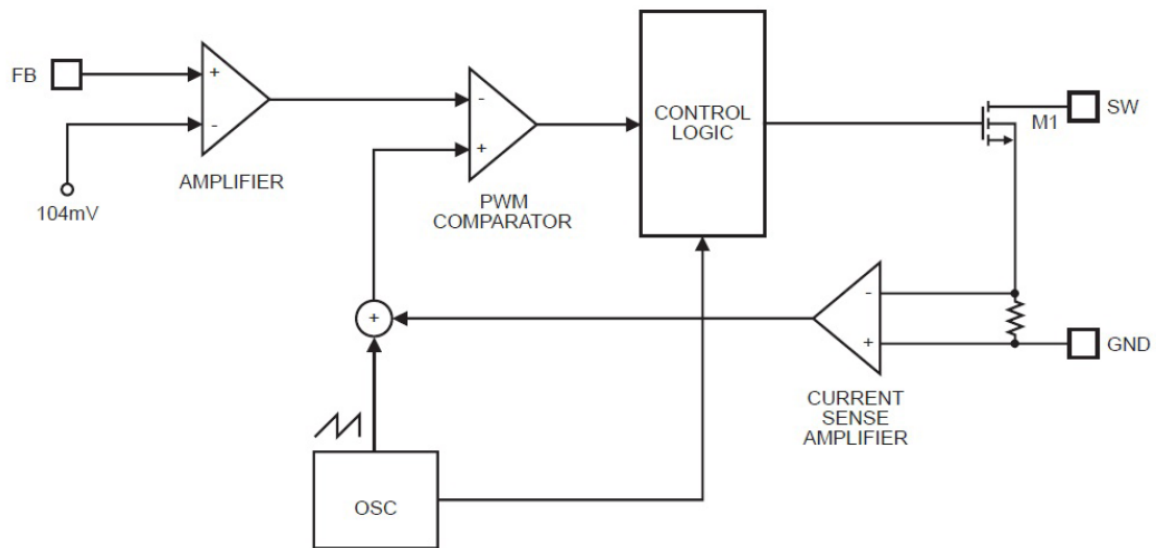 FB
+
-
AMPLIFIER
104mV
-
+
PWM
COMPARATOR
CONTROL
LOGIC
M1
SW
+
-
+
GND
CURRENT
SENSE
AMPLIFIER
OSC